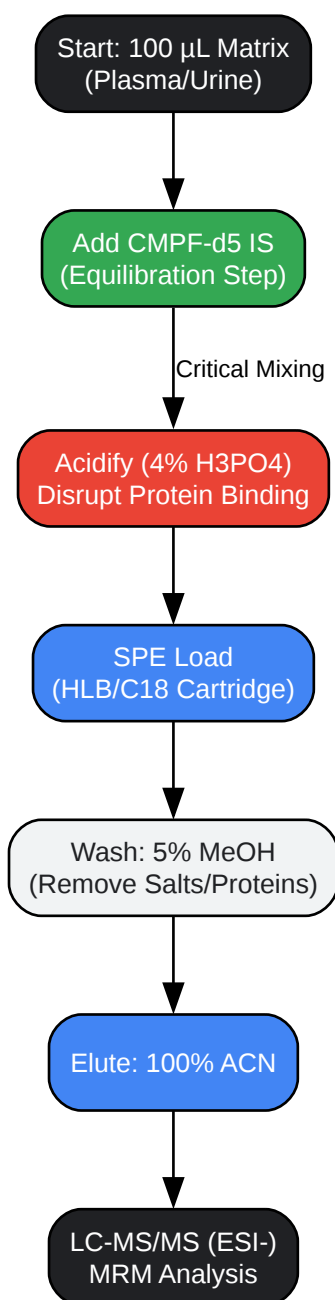 Start: 100 µL Matrix
(Plasma/Urine)
Add CMPF-d5 IS
(Equilibration Step)
Critical Mixing
Acidify (4% H3PO4)
Disrupt Protein Binding
SPE Load
(HLB/C18 Cartridge)
Wash: 5% MeOH
(Remove Salts/Proteins)
Elute: 100% ACN
LC-MS/MS (ESI-)
MRM Analysis